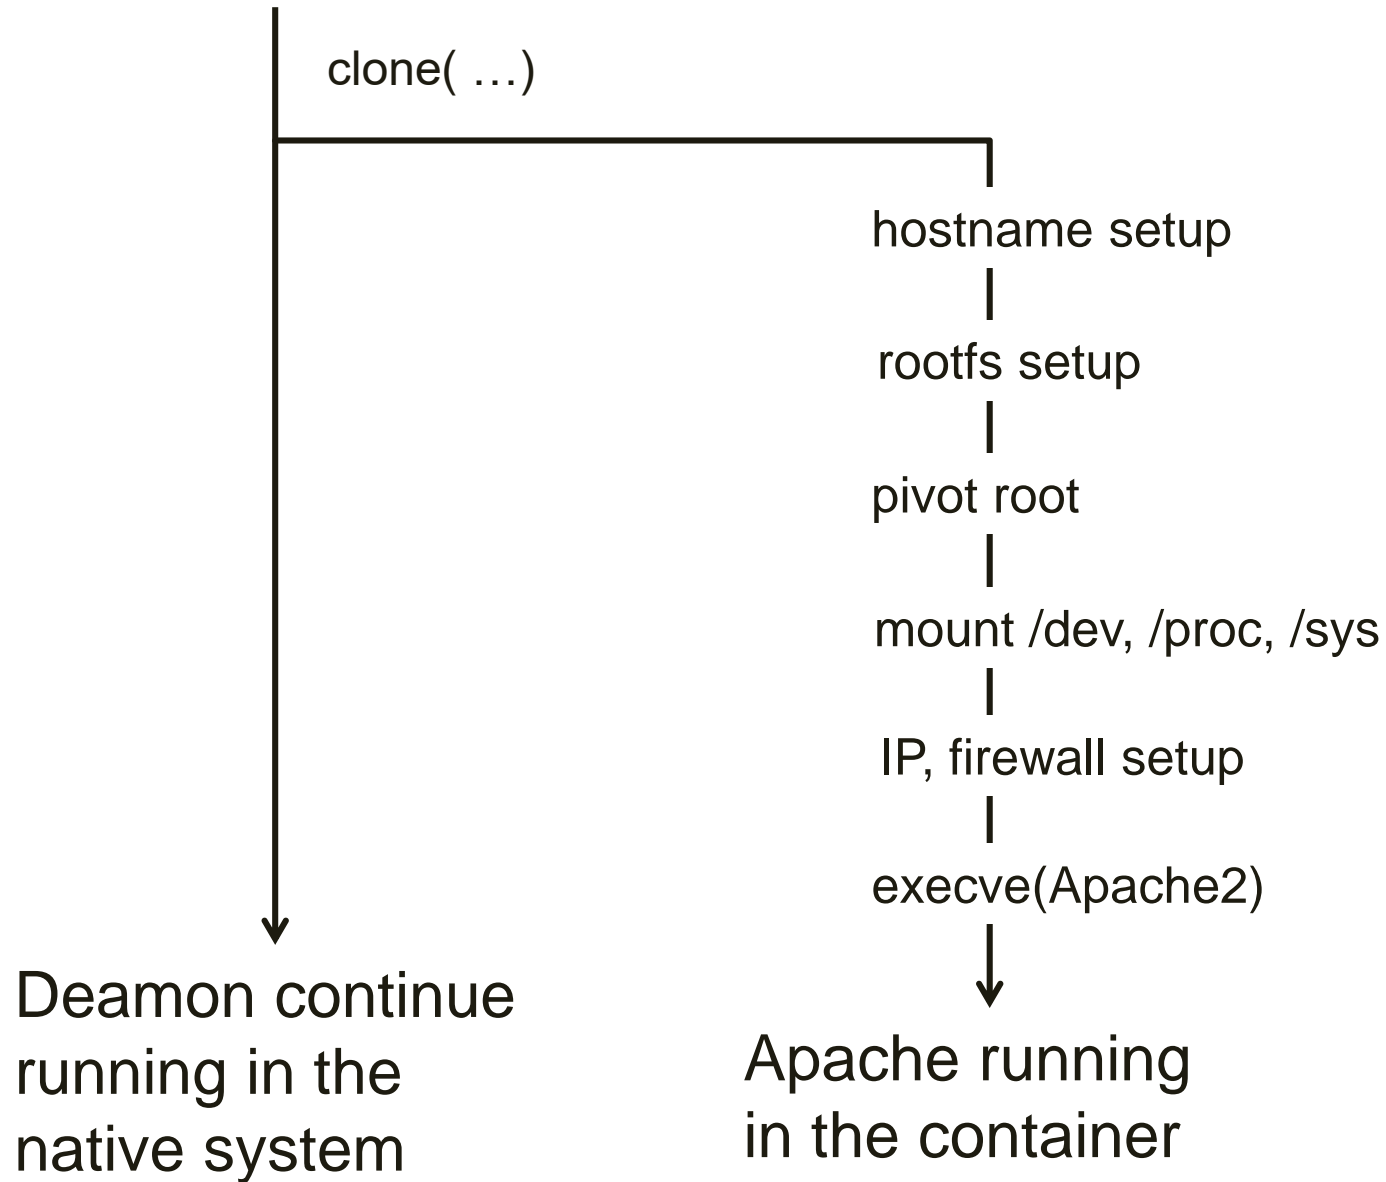 clone( …)
hostname setup
rootfs setup
pivot root
mount /dev, /proc, /sys
IP, firewall setup
execve(Apache2)
Deamon continue
running in the
native system
Apache running
in the container